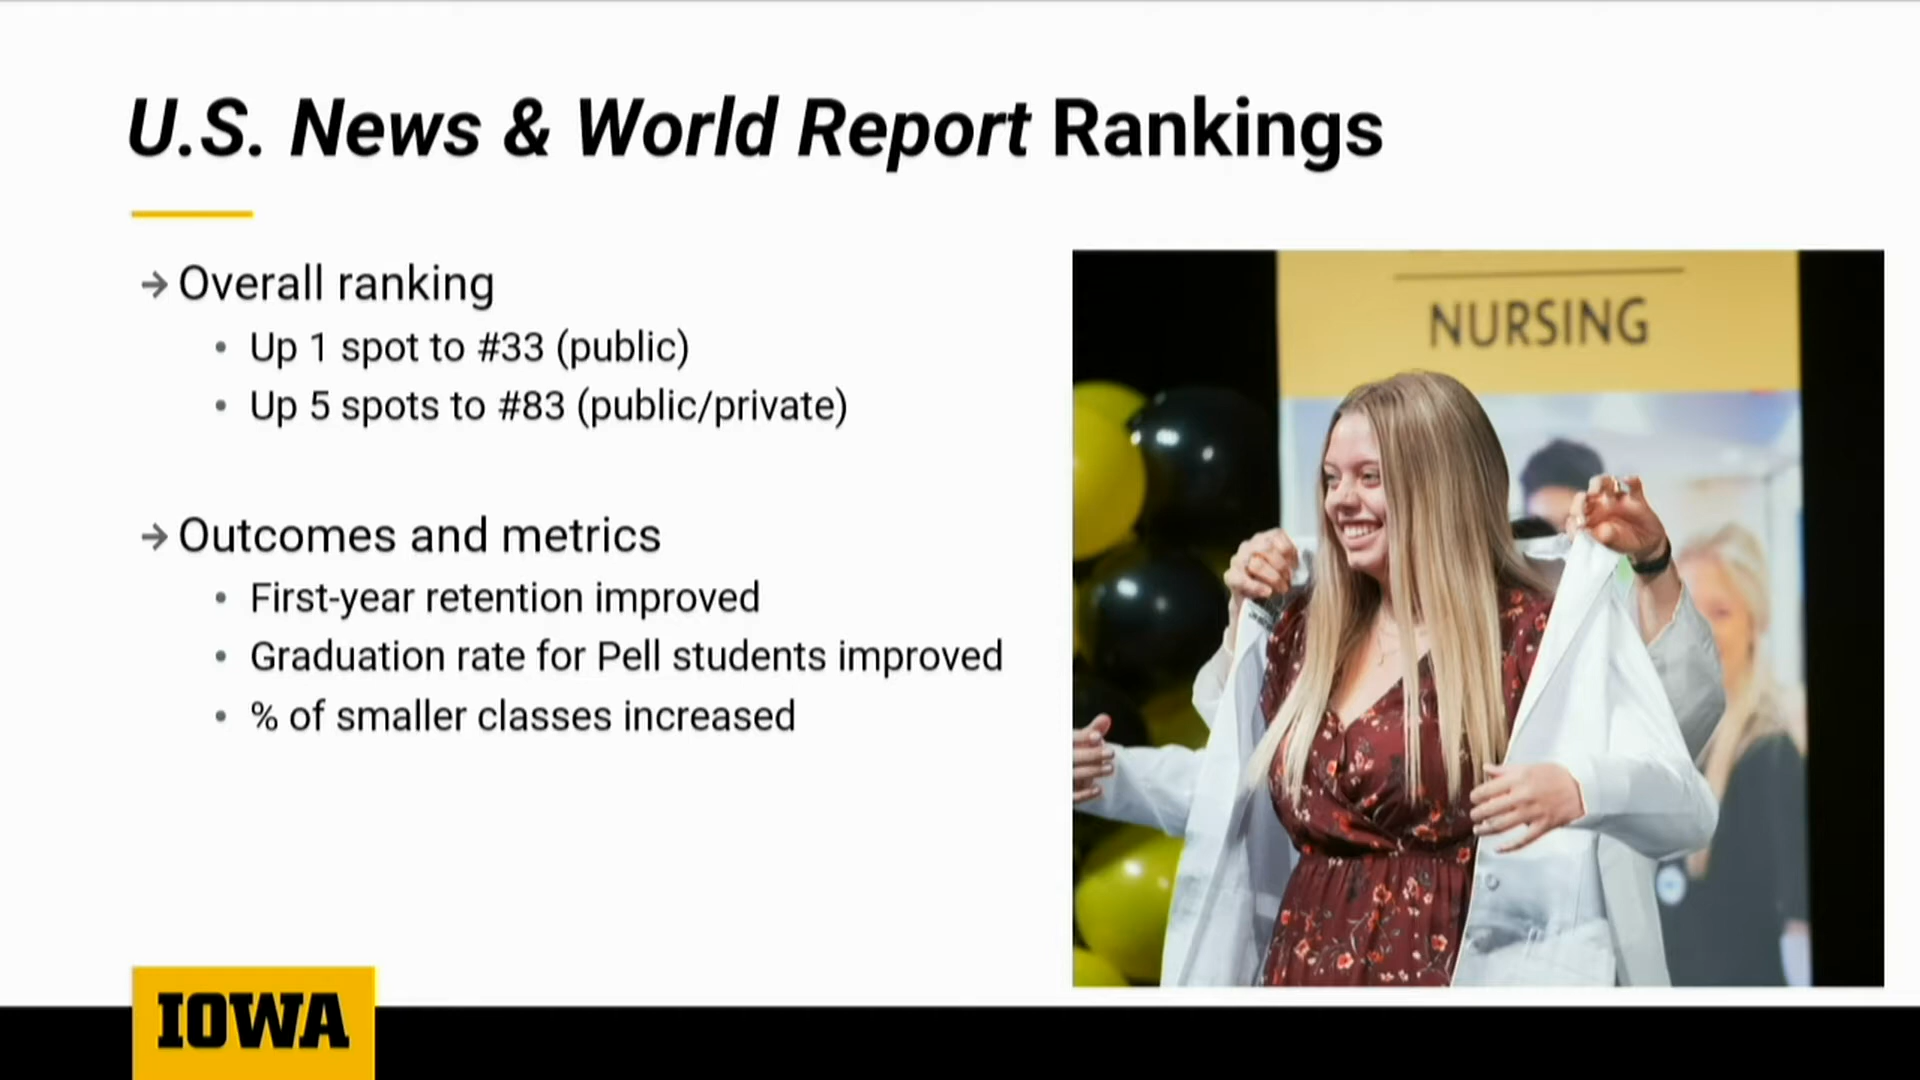 U.S. News & World Report Rankings
→ Overall ranking
• Up 1 spot to #33 (public)
• Up 5 spots to #83 (public/private)
→ Outcomes and metrics
• First-year retention improved
• Graduation rate for Pell students improved
• % of smaller classes increased
NURSING
IOWA